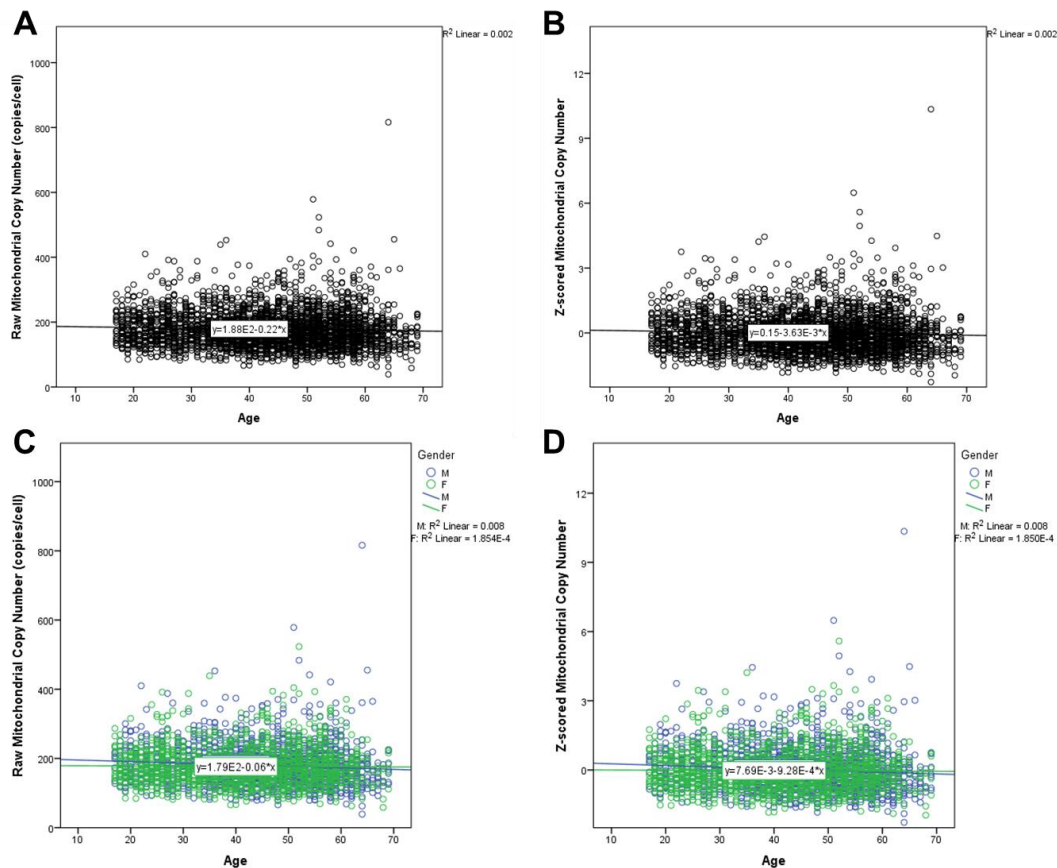 A
R² Linear = 0.002
Raw Mitochondrial Copy Number (copies/cell)
1000
800
600
400
200
0
y=1.88E2-0.22*x
10 20 30 40 50 60 70
Age
B
R² Linear = 0.002
Z-scored Mitochondrial Copy Number
12
9
6
3
0
y=0.15-3.63E-3*x
10 20 30 40 50 60 70
Age
C
Gender
M
F
M
F
M: R² Linear = 0.008
F: R² Linear = 1.854E-4
Raw Mitochondrial Copy Number (copies/cell)
1000
800
600
400
200
0
y=1.79E2-0.06*x
10 20 30 40 50 60 70
Age
D
Gender
M
F
M
F
M: R² Linear = 0.008
F: R² Linear = 1.850E-4
Z-scored Mitochondrial Copy Number
12
9
6
3
0
y=7.69E-3-9.28E-4*x
10 20 30 40 50 60 70
Age